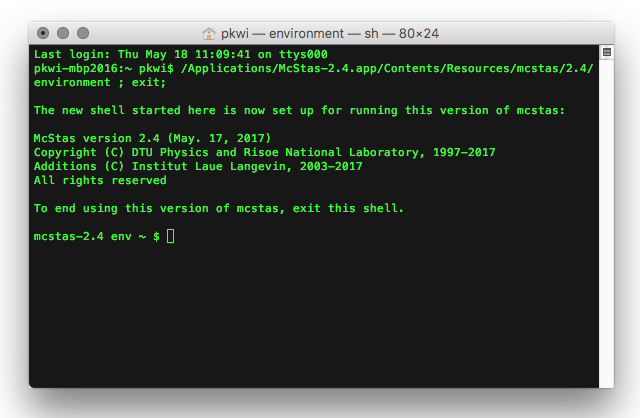 pkwi — environment — sh — 80×24
Last login: Thu May 18 11:09:41 on ttys000
pkwi-mbp2016:~ pkwi$ /Applications/McStas-2.4.app/Contents/Resources/mcstas/2.4/
environment ; exit;
The new shell started here is now set up for running this version of mcstas:
McStas version 2.4 (May. 17, 2017)
Copyright (C) DTU Physics and Risoe National Laboratory, 1997-2017
Additions (C) Institut Laue Langevin, 2003-2017
All rights reserved
To end using this version of mcstas, exit this shell.
mcstas-2.4 env ~ $